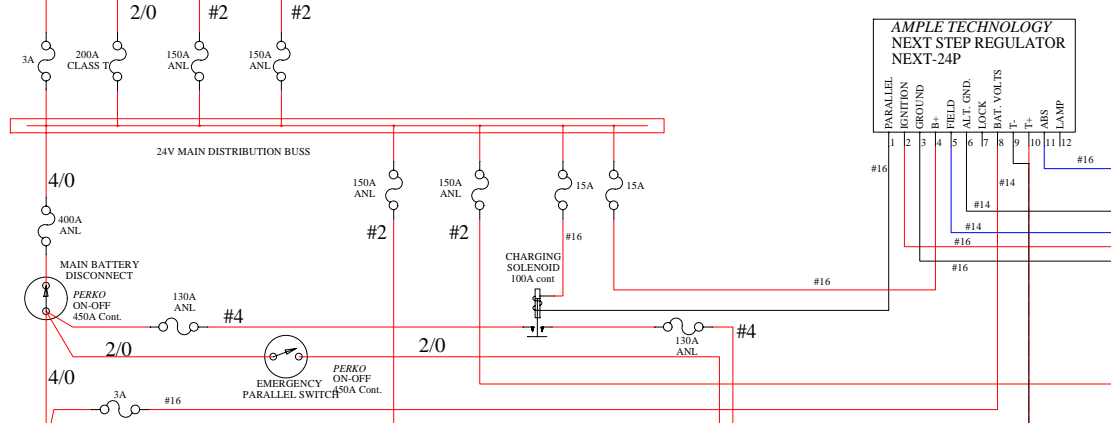 2/0
#2
#2
3A
200A
CLASS T
150A
ANL
150A
ANL
AMPLE TECHNOLOGY
NEXT STEP REGULATOR
NEXT-24P
PARALLEL
IGNITION
GROUND
B+
FIELD
ALT. GND.
LOCK
BAT. VOLTS
T-
T+
ABS
LAMP
1 2 3 4 5 6 7 8 9 10 11 12
24V MAIN DISTRIBUTION BUSS
#16
#16
#14
4/0
150A
ANL
150A
ANL
15A
15A
#14
#14
#16
#16
400A
ANL
#2
#2
#16
MAIN BATTERY
DISCONNECT
PERKO
ON-OFF
450A Cont.
CHARGING
SOLENOID
100A cont
#16
130A
ANL
#4
#4
130A
ANL
2/0
2/0
EMERGENCY
PARALLEL SWITCH
PERKO
ON-OFF
450A Cont.
4/0
3A
#16